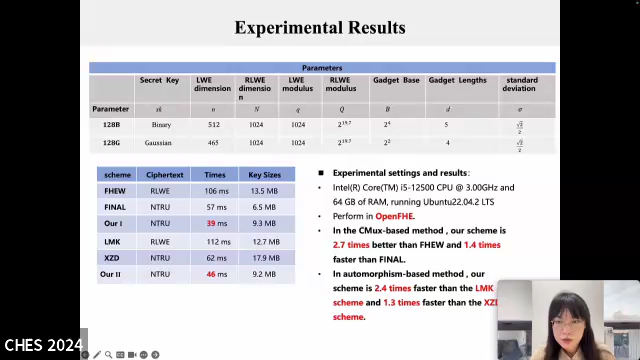 Experimental Results
Parameters
Secret Key LWE dimension RLWE dimension LWE modulus RLWE modulus Gadget Base Gadget Lengths standard deviation
Parameter sk n N q Q B d σ
128B Binary 512 1024 1024 2^19.7 2^4 5 √2/2
128G Gaussian 465 1024 1024 2^19.7 2^2 4 √2/2
scheme Ciphertext Times Key Sizes
FHEW RLWE 106 ms 13.5 MB
FINAL NTRU 57 ms 6.5 MB
Our I NTRU 39 ms 9.3 MB
LMK RLWE 112 ms 12.7 MB
XZD NTRU 62 ms 17.9 MB
Our II NTRU 46 ms 9.2 MB
Experimental settings and results:
Intel(R) Core(TM) i5-12500 CPU @ 3.00GHz and
64 GB of RAM, running Ubuntu22.04.2 LTS
Perform in OpenFHE.
In the CMux-based method, our scheme is
2.7 times better than FHEW and 1.4 times
faster than FINAL.
In automorphism-based method, our
scheme is 2.4 times faster than the LMK
scheme and 1.3 times faster than the XZ
scheme.
CHES 2024